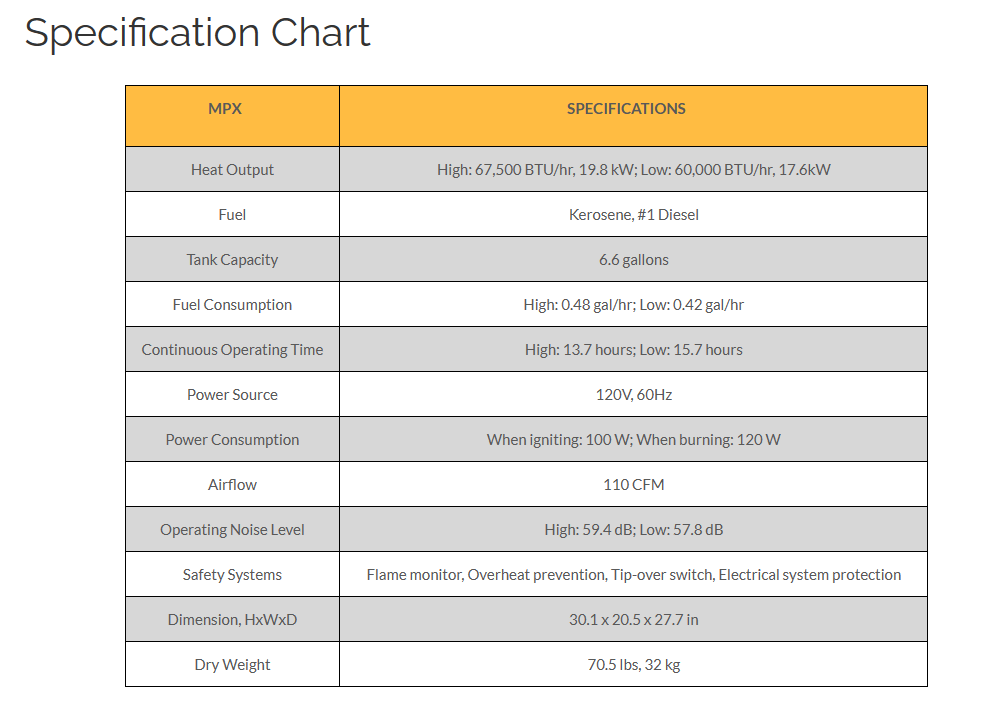 Specification Chart
MPX SPECIFICATIONS
Heat Output High: 67,500 BTU/hr, 19.8 kW; Low: 60,000 BTU/hr, 17.6kW
Fuel Kerosene, #1 Diesel
Tank Capacity 6.6 gallons
Fuel Consumption High: 0.48 gal/hr; Low: 0.42 gal/hr
Continuous Operating Time High: 13.7 hours; Low: 15.7 hours
Power Source 120V, 60Hz
Power Consumption When igniting: 100 W; When burning: 120 W
Airflow 110 CFM
Operating Noise Level High: 59.4 dB; Low: 57.8 dB
Safety Systems Flame monitor, Overheat prevention, Tip-over switch, Electrical system protection
Dimension, HxWxD 30.1 x 20.5 x 27.7 in
Dry Weight 70.5 lbs, 32 kg